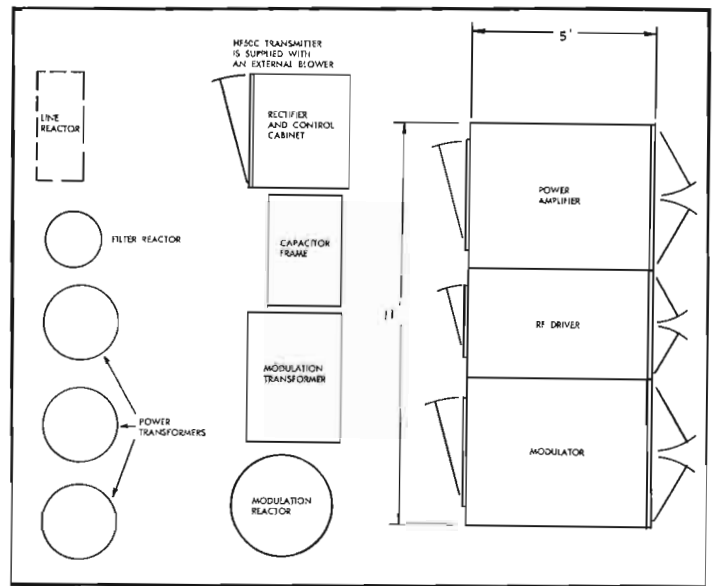 HF50C TRANSMITTER
IS SUPPLIED WITH
AN EXTERNAL BLOWER
5'
LINE
REACTOR
RECTIFIER
AND CONTROL
CABINET
POWER
AMPLIFIER
FILTER REACTOR
CAPACITOR
FRAME
11'
RF DRIVER
MODULATION
TRANSFORMER
POWER
TRANSFORMERS
MODULATOR
MODULATION
REACTOR